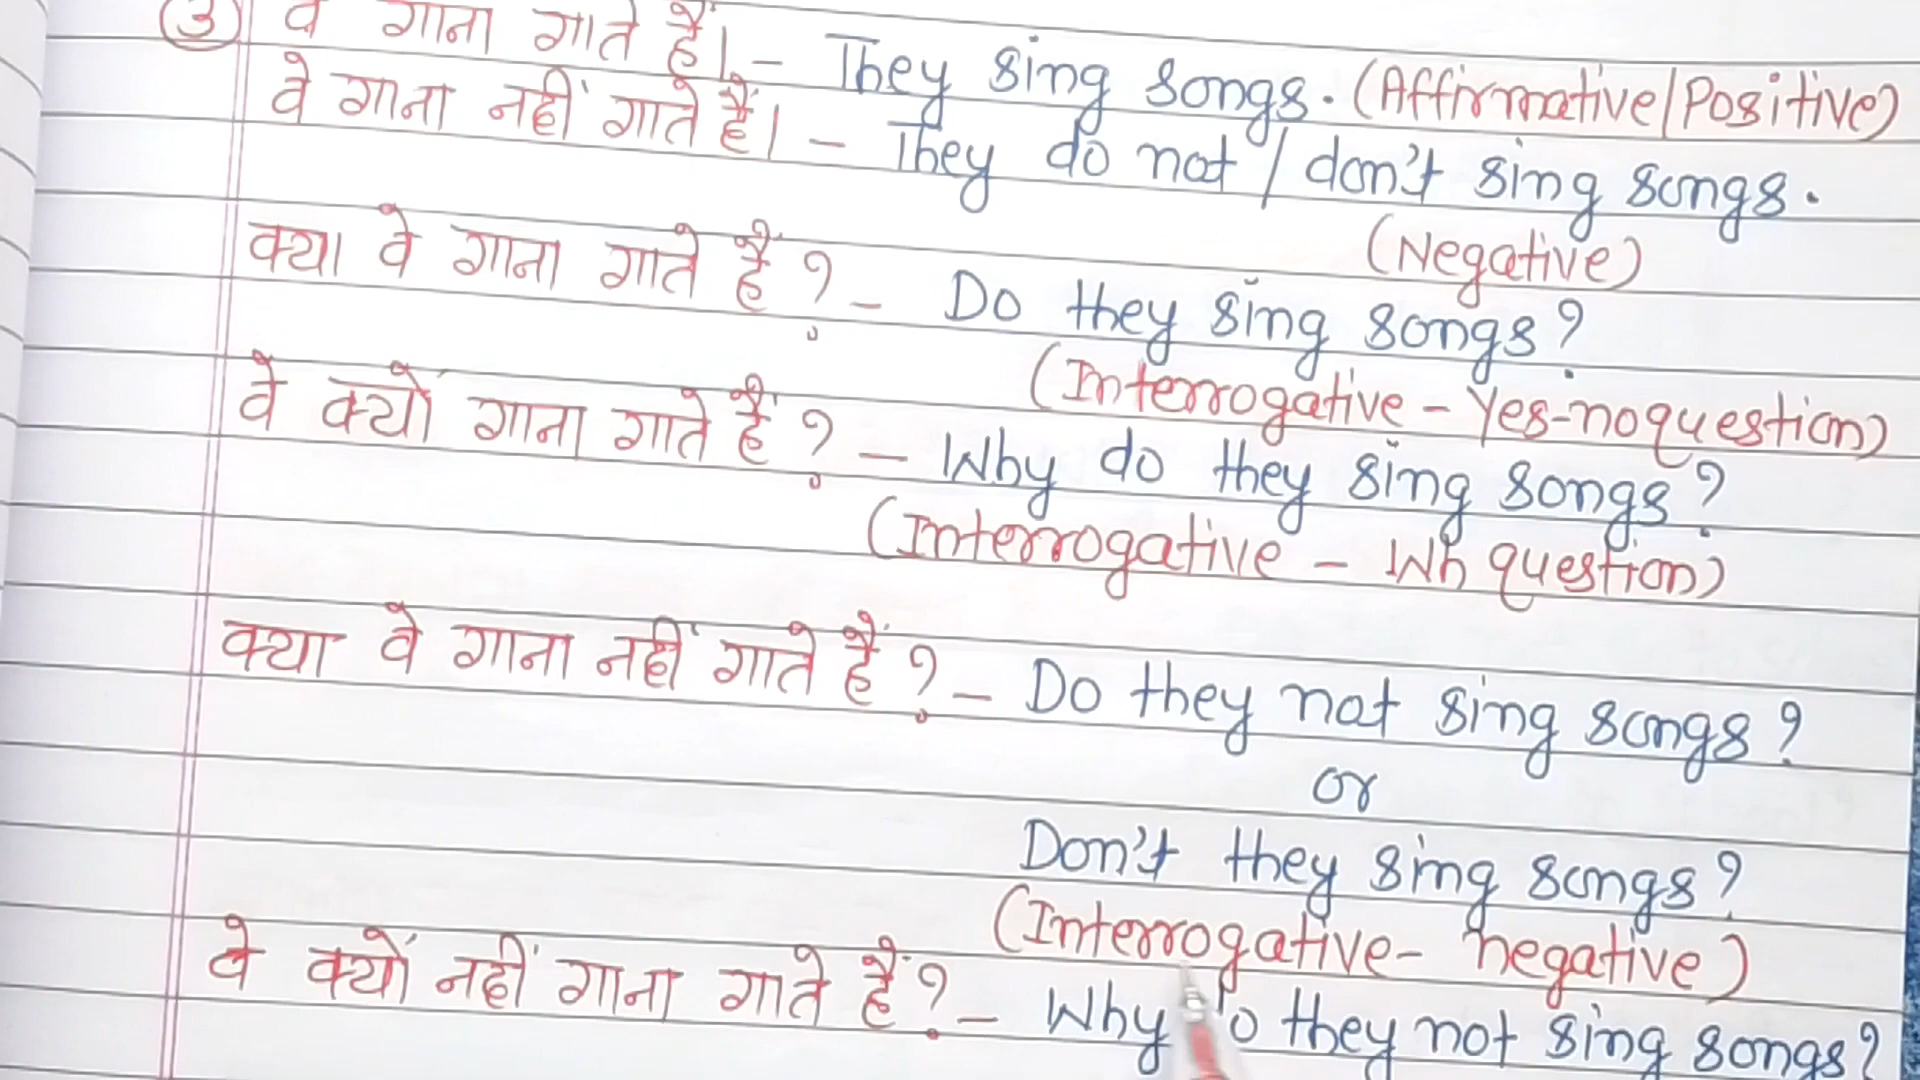 ③ वे गाना गाते हैं। – They sing songs. (Affirmative/Positive)
वे गाना नहीं गाते हैं। – They do not / don't sing songs.
(Negative)
क्या वे गाना गाते हैं ? – Do they sing songs?
(Interrogative – Yes-no question)
वे क्यों गाना गाते हैं ? – Why do they sing songs?
(Interrogative – Wh question)
क्या वे गाना नहीं गाते हैं ? – Do they not sing songs?
or
Don't they sing songs?
(Interrogative - negative)
वे क्यों नहीं गाना गाते हैं ? – Why do they not sing songs?